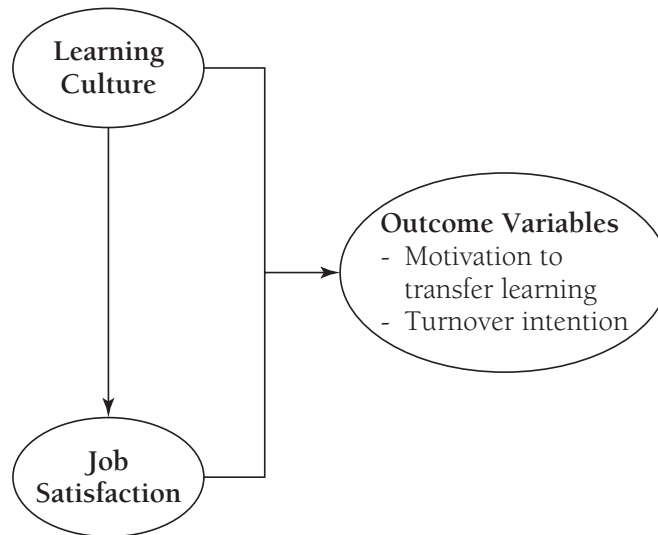 Learning
Culture
Outcome Variables
- Motivation to
transfer learning
- Turnover intention
Job
Satisfaction